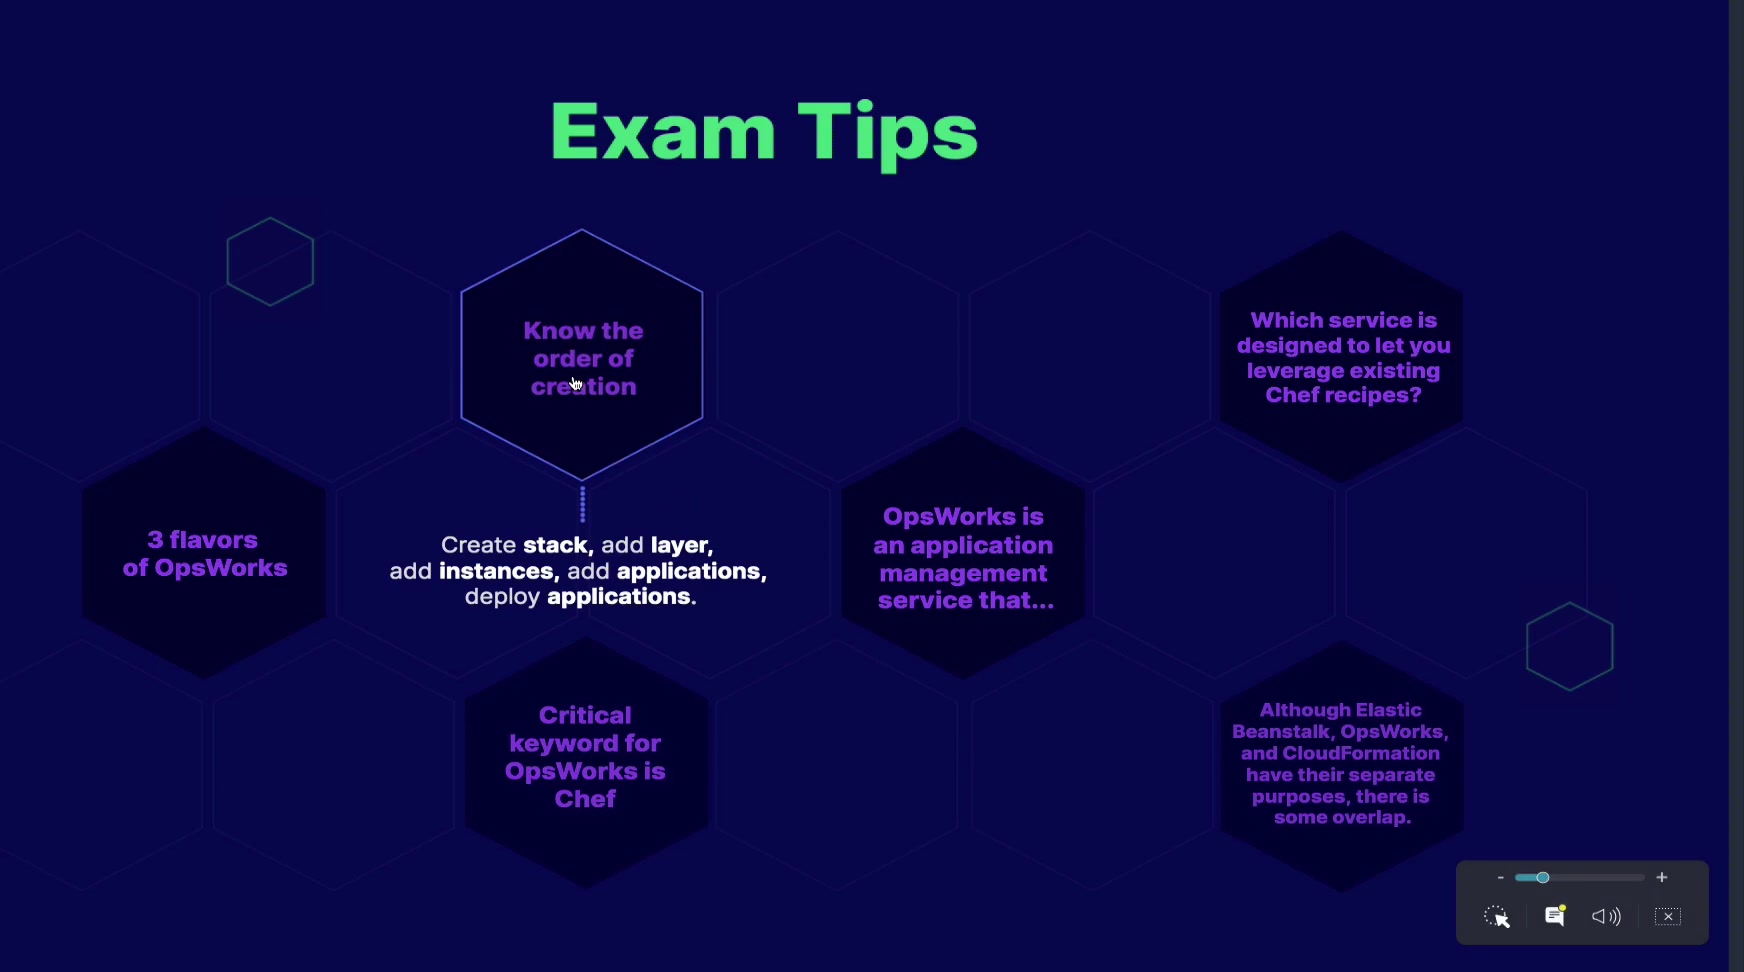 Exam Tips
Know the
order of
creation
Which service is
designed to let you
leverage existing
Chef recipes?
3 flavors
of OpsWorks
Create stack, add layer,
add instances, add applications,
deploy applications.
OpsWorks is
an application
management
service that...
Critical
keyword for
OpsWorks is
Chef
Although Elastic
Beanstalk, OpsWorks,
and CloudFormation
have their separate
purposes, there is
some overlap.
- +